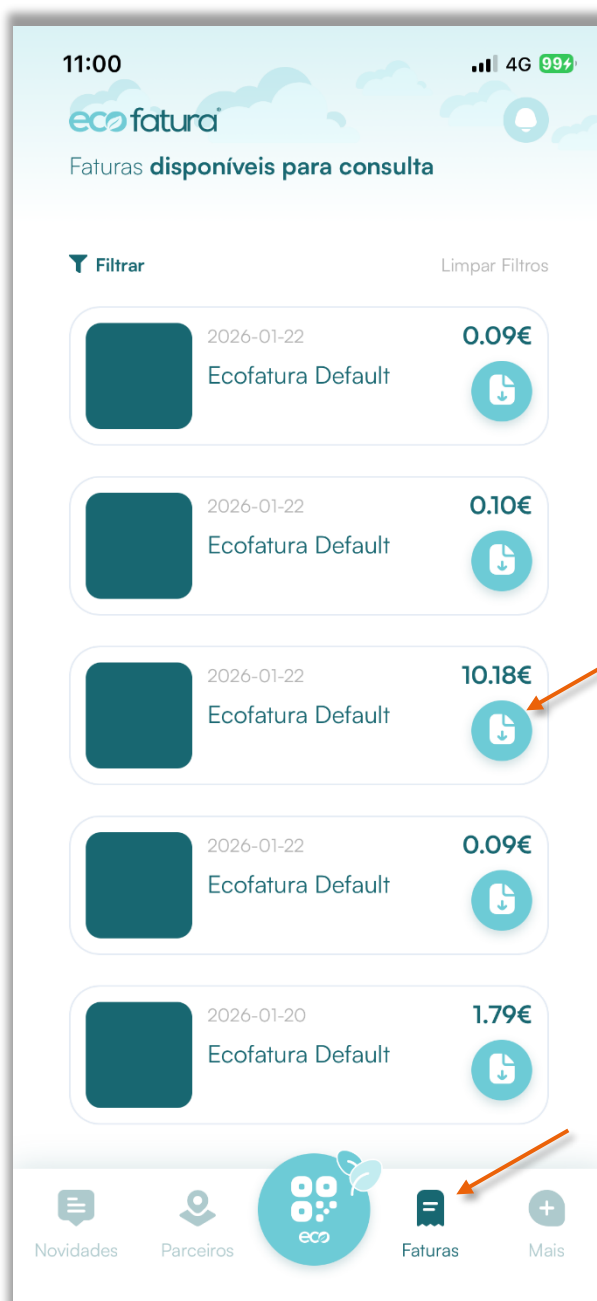 11:00
4G 99
ecofatura
Faturas disponíveis para consulta
Filtrar
Limpar Filtros
2026-01-22
0.09€
Ecofatura Default
2026-01-22
0.10€
Ecofatura Default
2026-01-22
10.18€
Ecofatura Default
2026-01-22
0.09€
Ecofatura Default
2026-01-20
1.79€
Ecofatura Default
eco
Novidades
Parceiros
Faturas
Mais